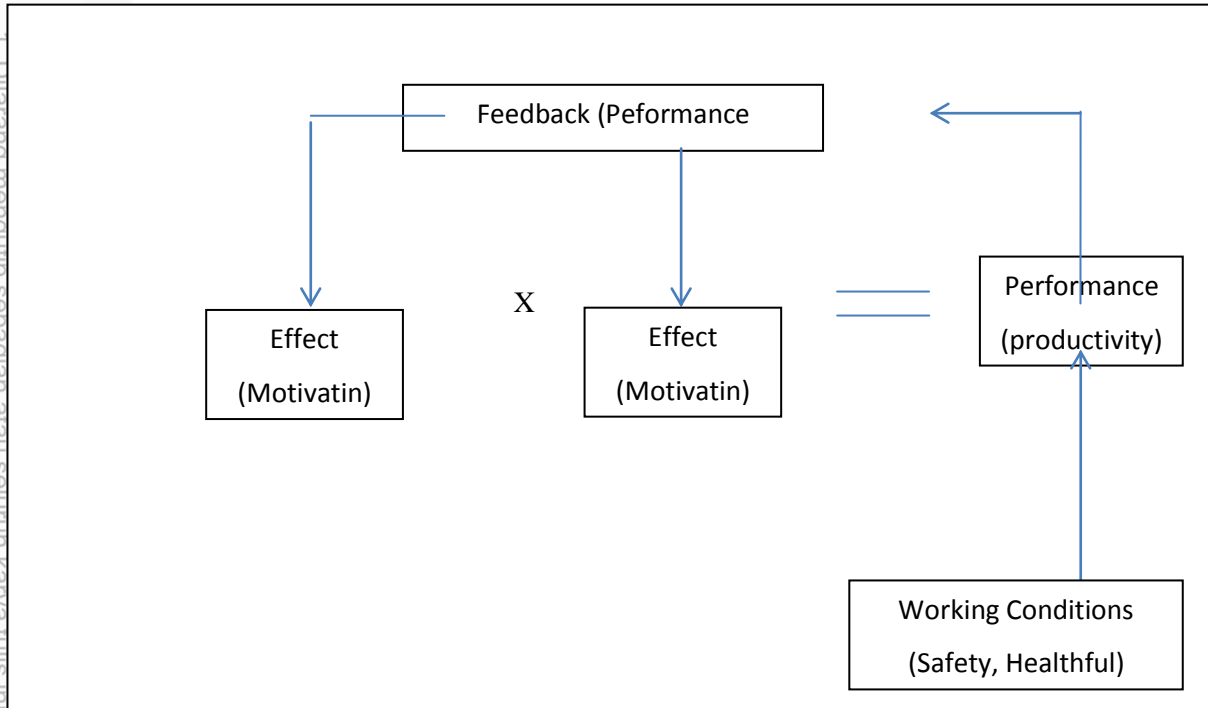 Feedback (Peformance
X
Effect
(Motivatin)
Effect
(Motivatin)
Performance
(productivity)
Working Conditions
(Safety, Healthful)